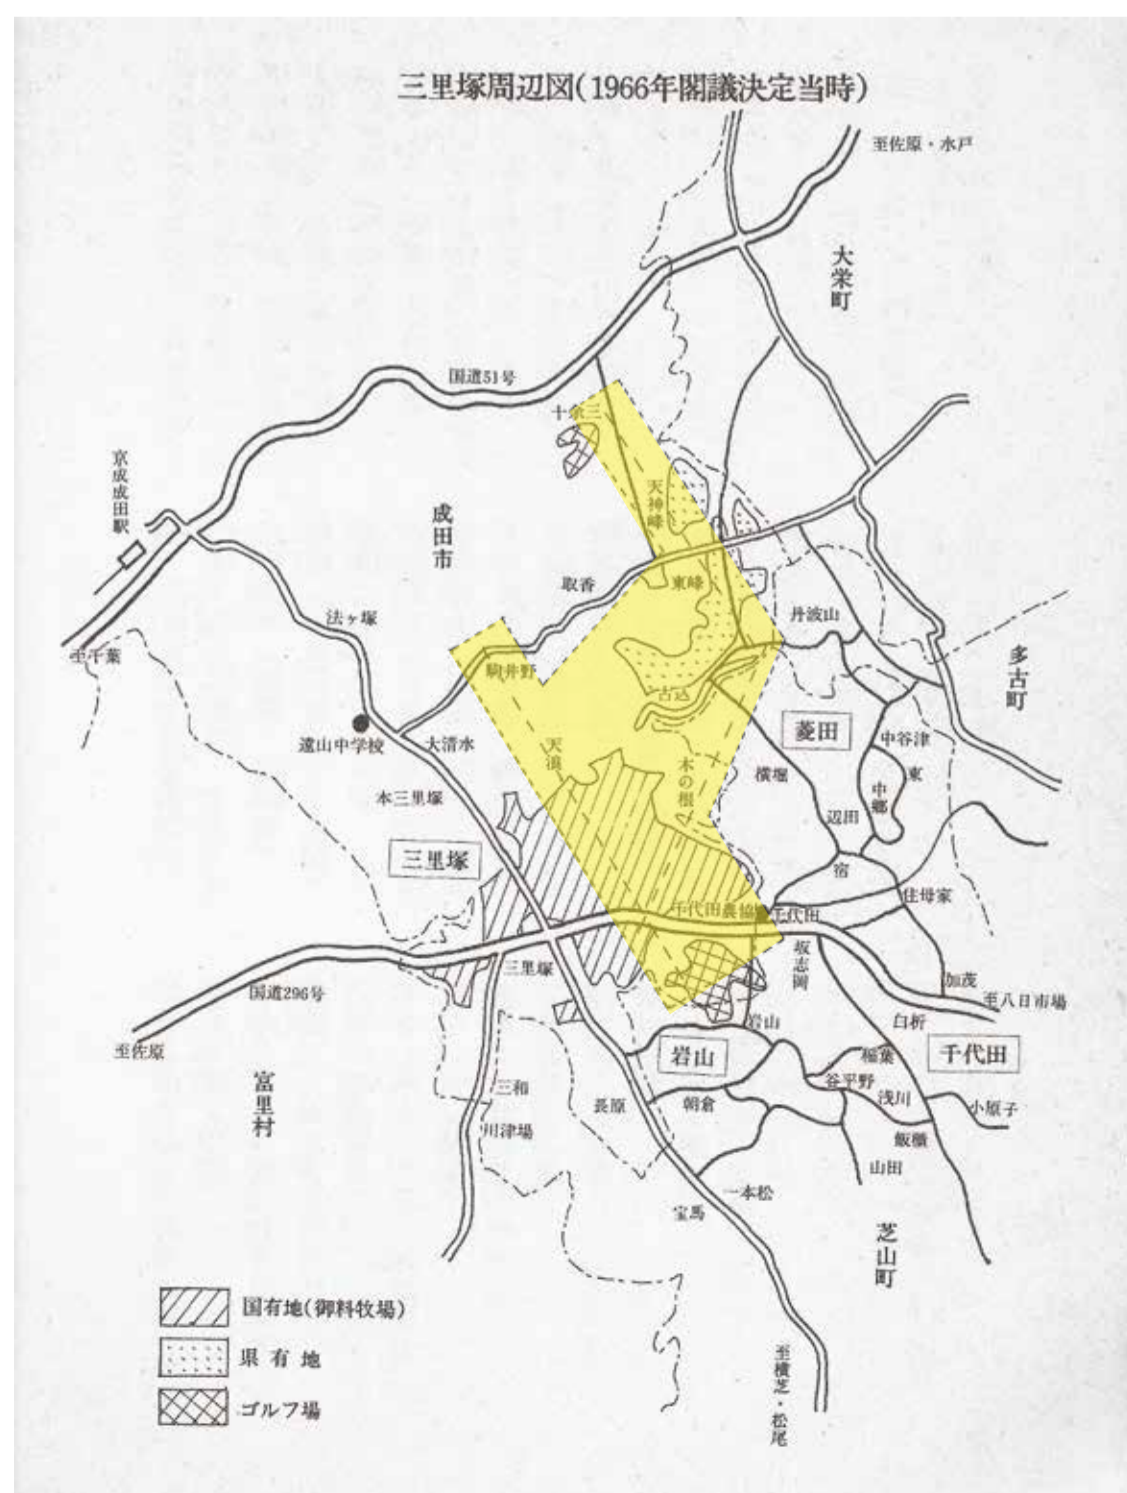 三里塚周辺図(1966年閣議決定当時)
至佐原・水戸
大栄町
国道51号
十余三
京成成田駅
成田市
天神峰
取香
東峰
法ヶ塚
丹波山
至千葉
駒井野
多古町
古込
遠山中学校
大清水
天浪
木の根
横堀
菱田
中谷津
東
中郷
本三里塚
辺田
三里塚
宿
住母家
千代田農協
千代田
三里塚
坂志岡
国道296号
加茂
至八日市場
至佐原
岩山
白桝
岩山
稲葉
千代田
富里村
三和
長原
朝倉
谷平野
浅川
小原子
川津場
飯櫃
山田
一本松
宝馬
芝山町
国有地(御料牧場)
県有地
ゴルフ場
至横芝・松尾